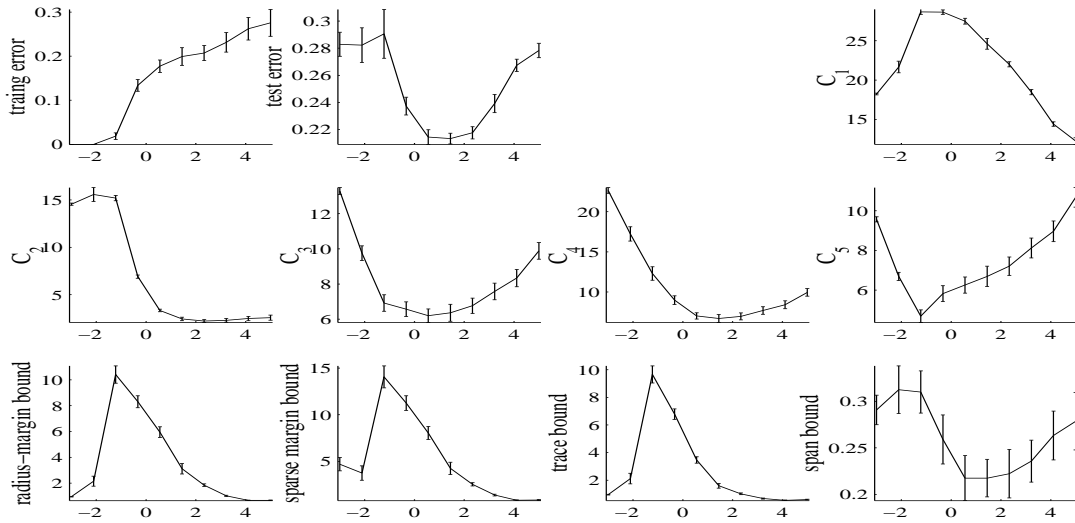 traing error
0.3
0.2
0.1
0
−2 0 2 4
test error
0.3
0.28
0.26
0.24
0.22
−2 0 2 4
C1
25
20
15
−2 0 2 4
C2
15
10
5
−2 0 2 4
C3
12
10
8
6
−2 0 2 4
C4
20
15
10
−2 0 2 4
C5
10
8
6
−2 0 2 4
radius−margin bound
10
8
6
4
2
−2 0 2 4
sparse margin bound
15
10
5
−2 0 2 4
trace bound
10
8
6
4
2
−2 0 2 4
span bound
0.3
0.25
0.2
−2 0 2 4